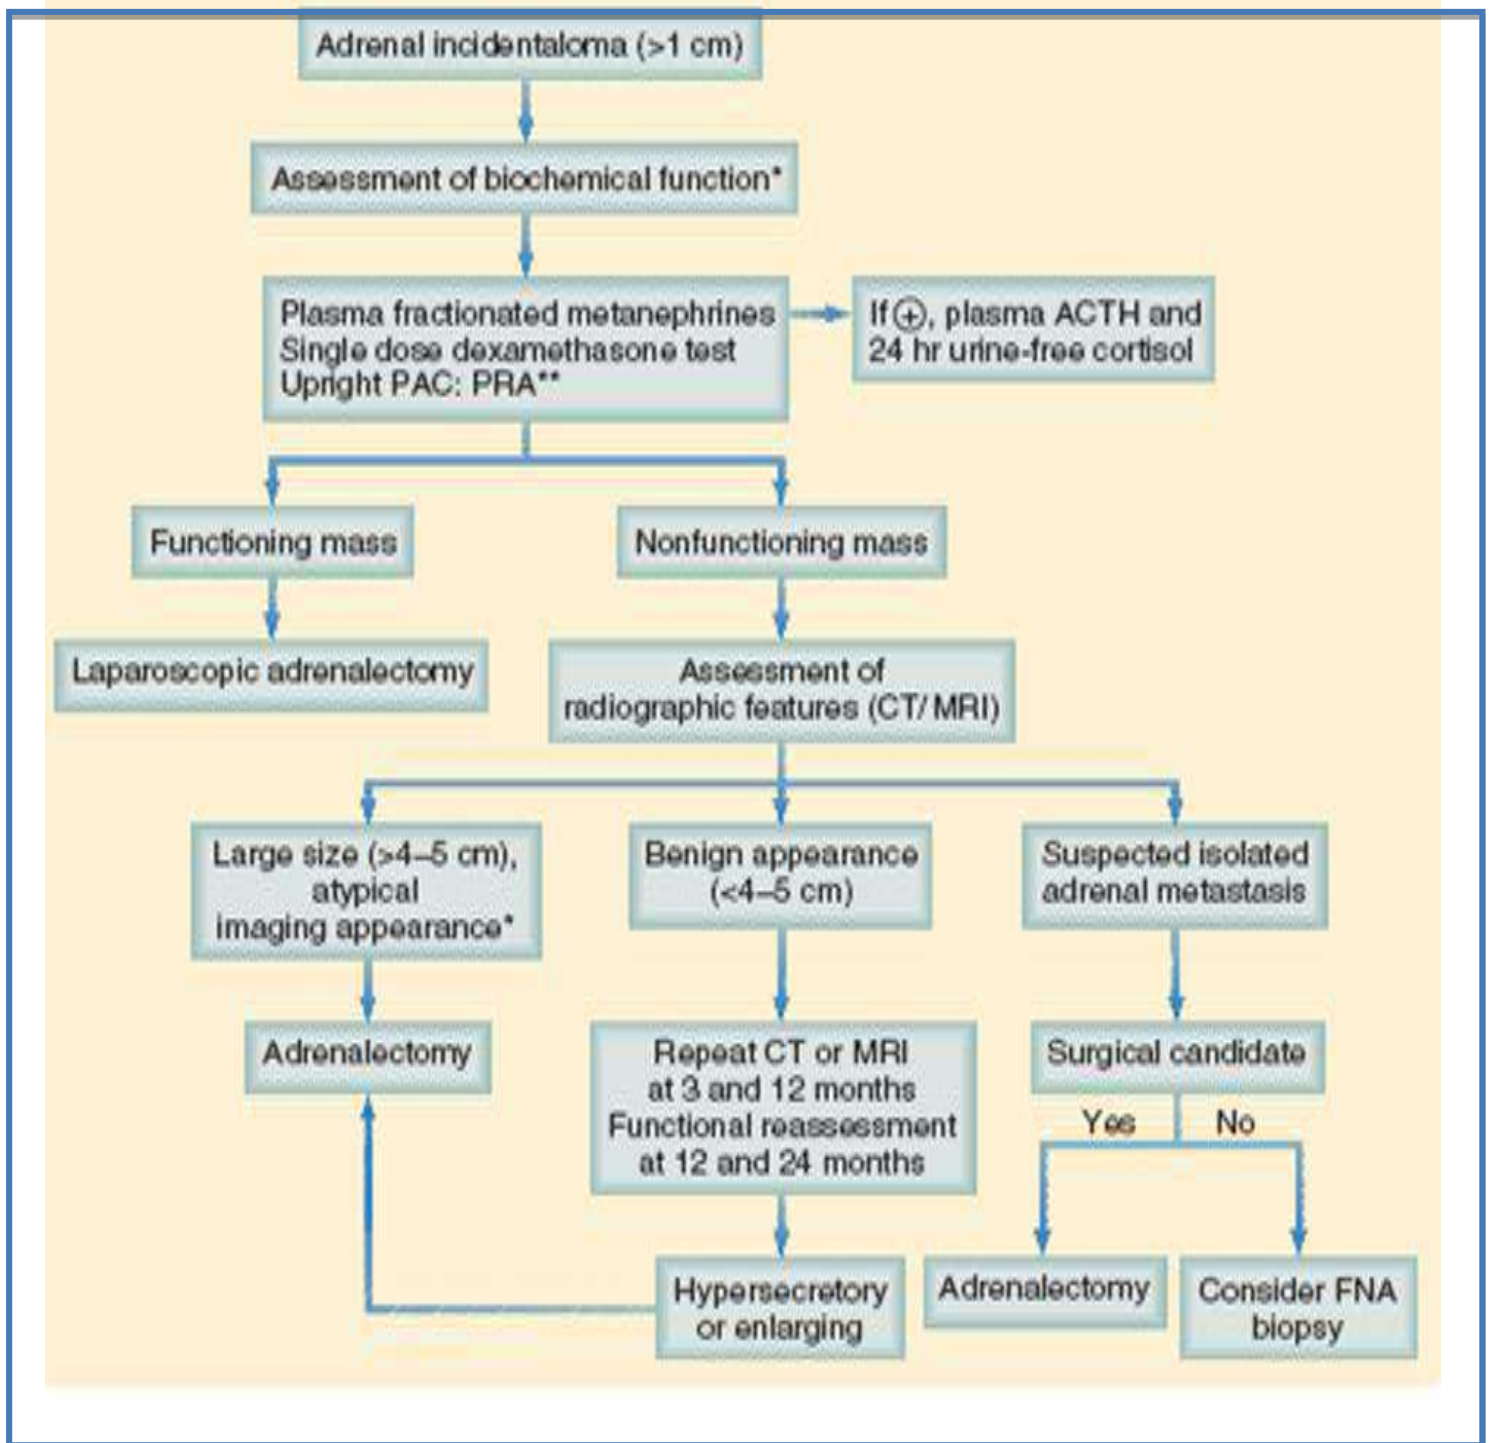 Adrenal incidentaloma (>1 cm)
Assessment of biochemical function*
Plasma fractionated metanephrines
Single dose dexamethasone test
Upright PAC: PRA**
If ⊕, plasma ACTH and
24 hr urine-free cortisol
Functioning mass
Nonfunctioning mass
Laparoscopic adrenalectomy
Assessment of
radiographic features (CT/MRI)
Large size (>4–5 cm),
atypical
imaging appearance*
Benign appearance
(<4–5 cm)
Suspected isolated
adrenal metastasis
Adrenalectomy
Repeat CT or MRI
at 3 and 12 months
Functional reassessment
at 12 and 24 months
Surgical candidate
Yes
No
Hypersecretory
or enlarging
Adrenalectomy
Consider FNA
biopsy